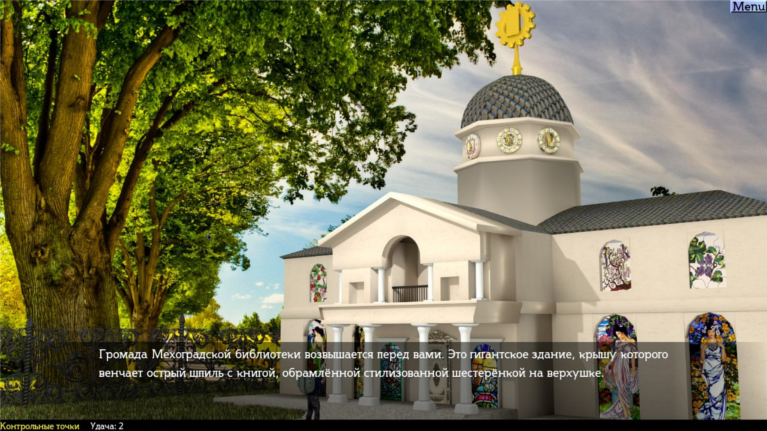 Menu
Громада Мехоградской библиотеки возвышается перед вами. Это гигантское здание, крышу которого
венчает острый шпиль с книгой, обрамлённой стилизованной шестерёнкой на верхушке.
Контрольные точки Удача: 2